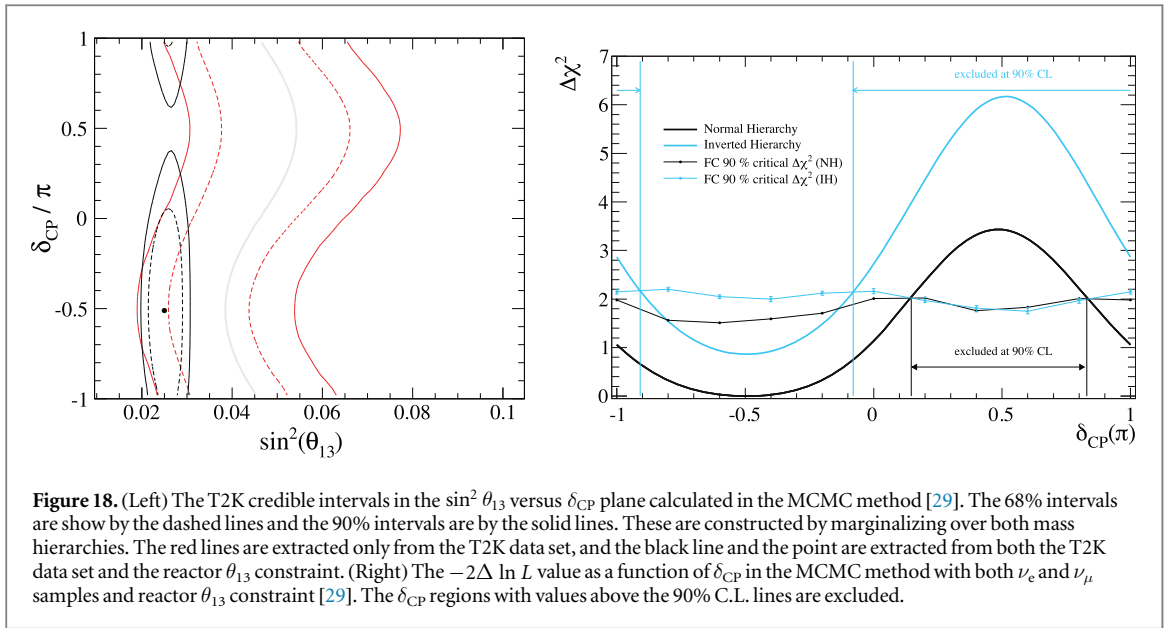 1
0.5
0
-0.5
-1
δCP / π
0.02 0.04 0.06 0.08 0.1
sin²(θ13)
Δχ²
7
6
5
4
3
2
1
0
excluded at 90% CL
Normal Hierarchy
Inverted Hierarchy
FC 90 % critical Δχ² (NH)
FC 90 % critical Δχ² (IH)
excluded at 90% CL
-1 -0.5 0 0.5 1
δCP(π)
Figure 18. (Left) The T2K credible intervals in the sin² θ13 versus δCP plane calculated in the MCMC method [29]. The 68% intervals
are show by the dashed lines and the 90% intervals are by the solid lines. These are constructed by marginalizing over both mass
hierarchies. The red lines are extracted only from the T2K data set, and the black line and the point are extracted from both the T2K
data set and the reactor θ13 constraint. (Right) The −2Δ ln L value as a function of δCP in the MCMC method with both νe and νμ
samples and reactor θ13 constraint [29]. The δCP regions with values above the 90% C.L. lines are excluded.